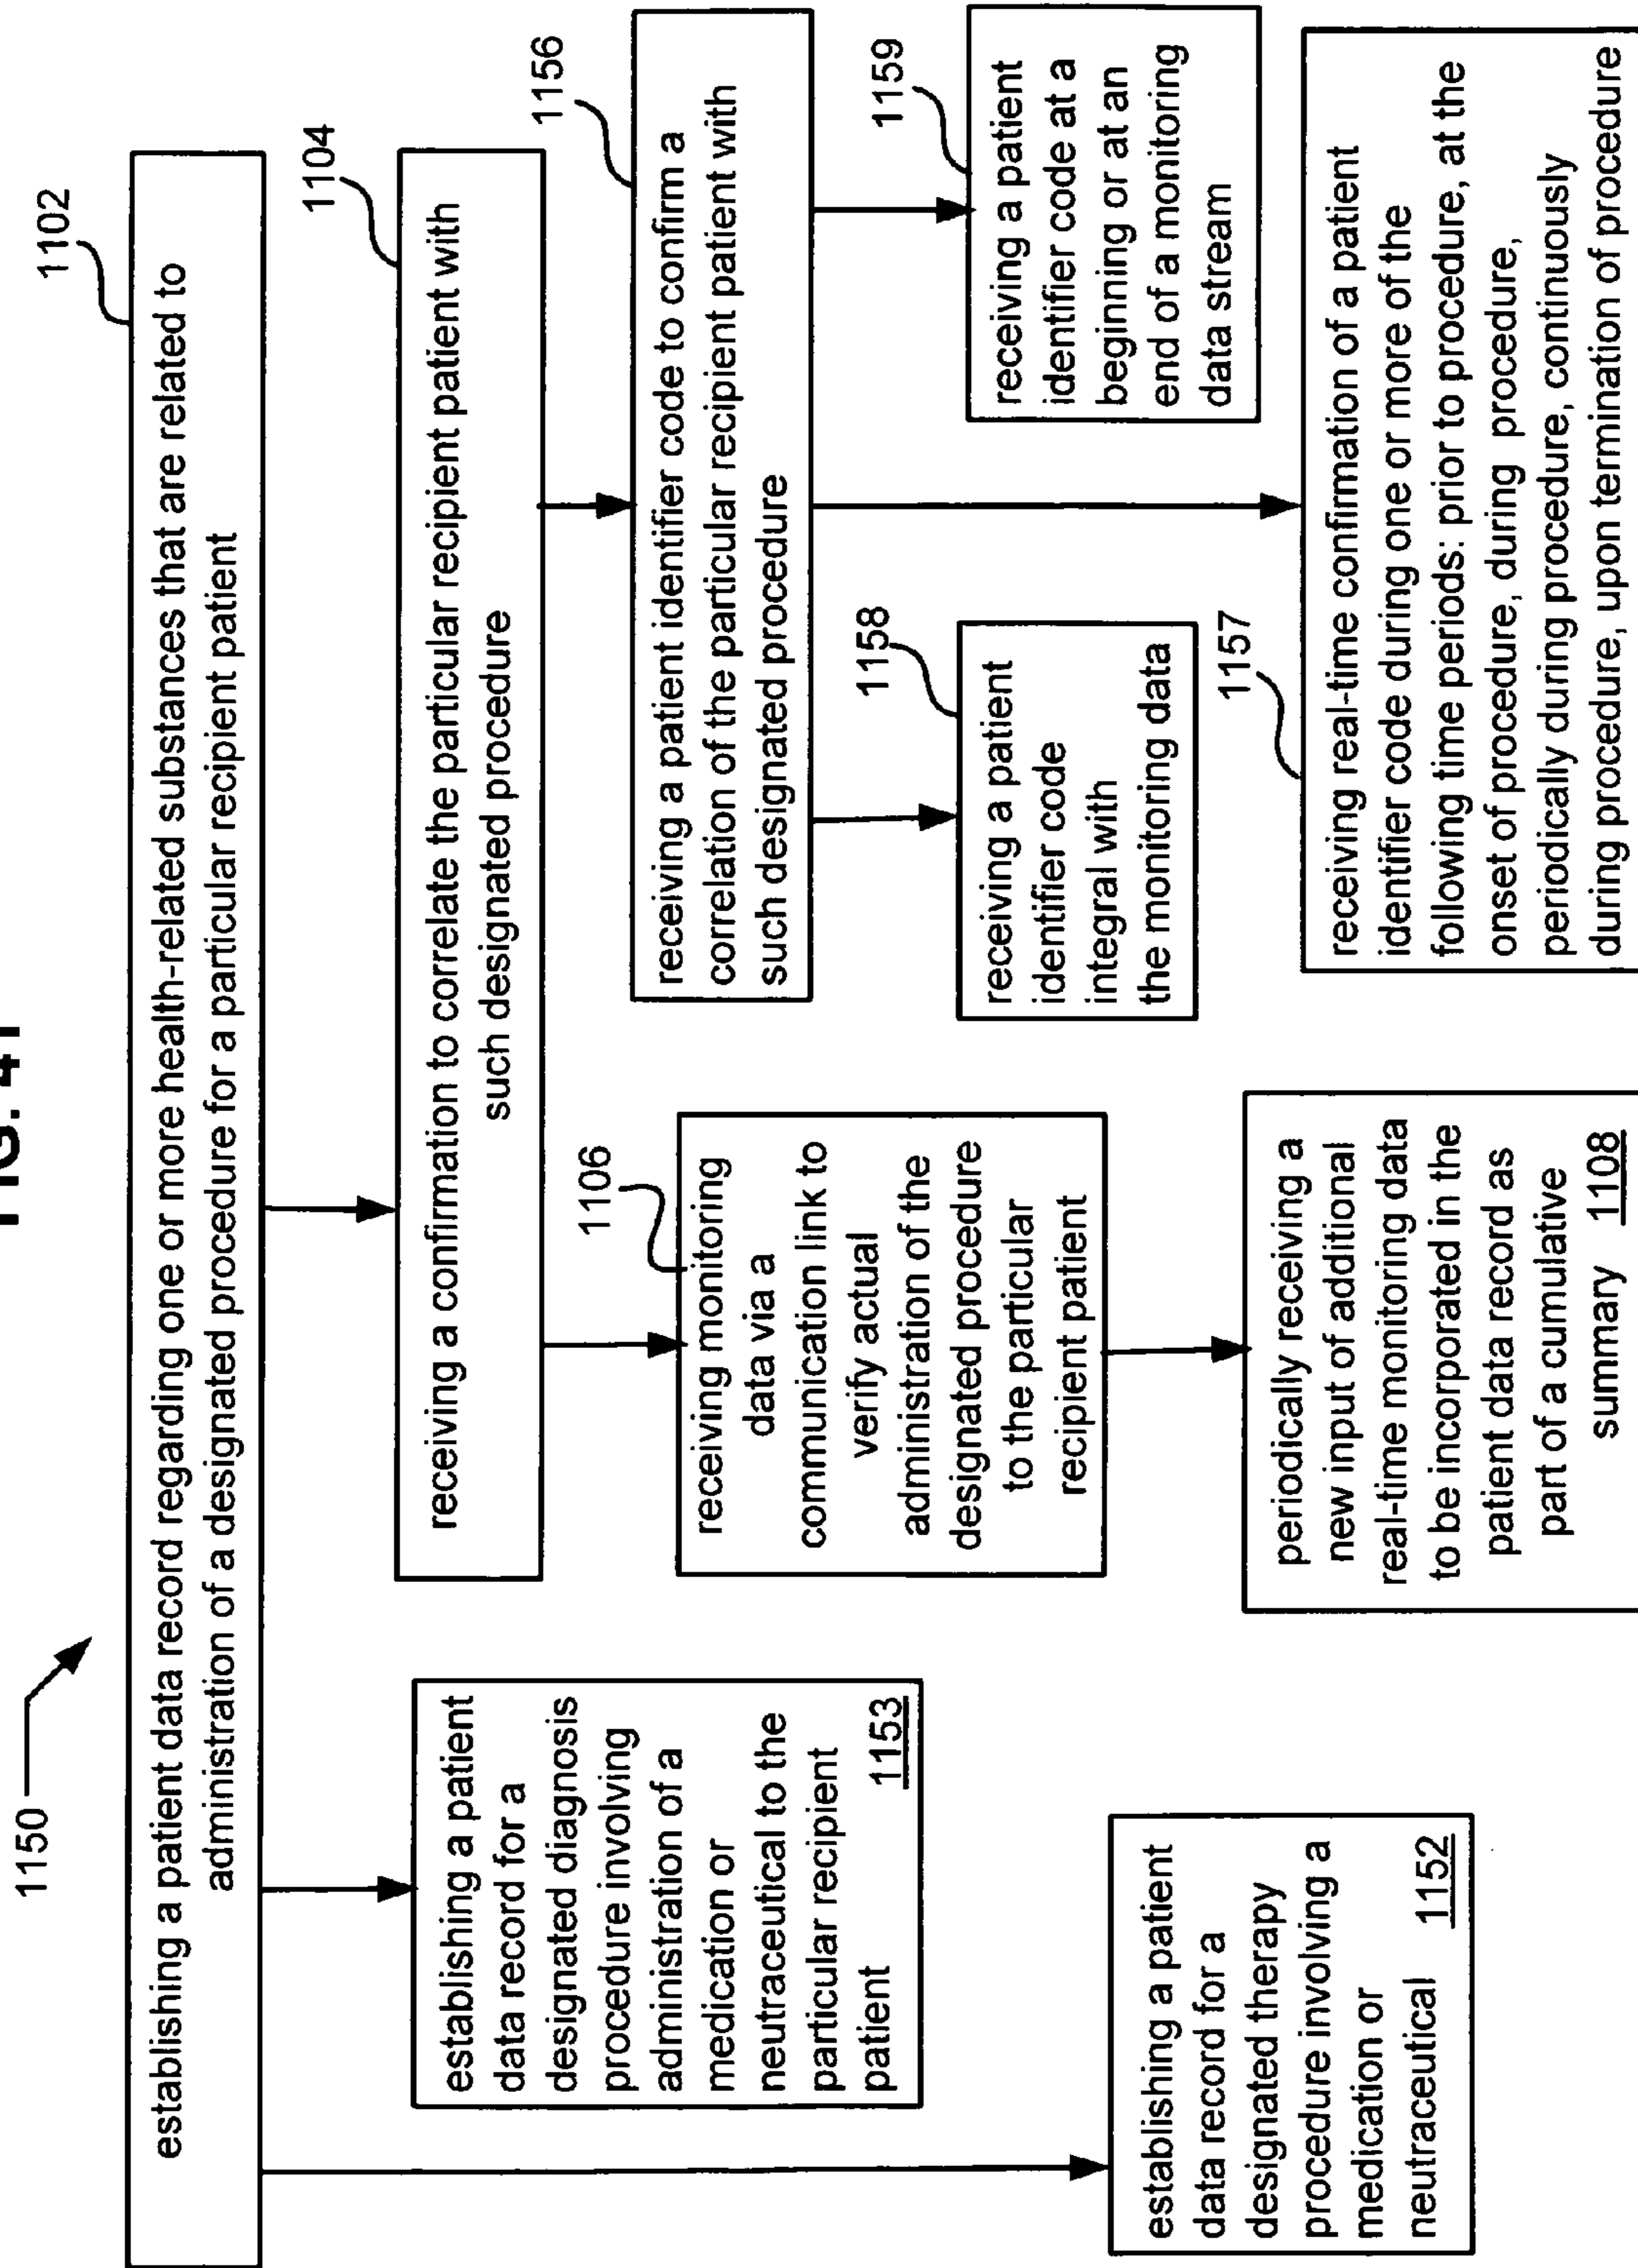 FIG. 41
1150
1102
establishing a patient data record regarding one or more health-related substances that are related to
administration of a designated procedure for a particular recipient patient
1104
receiving a confirmation to correlate the particular recipient patient with
such designated procedure
establishing a patient
data record for a
designated diagnosis
procedure involving
administration of a
medication or
neutraceutical to the
particular recipient
patient 1153
establishing a patient
data record for a
designated therapy
procedure involving a
medication or
neutraceutical 1152
1106
receiving monitoring
data via a
communication link to
verify actual
administration of the
designated procedure
to the particular
recipient patient
periodically receiving a
new input of additional
real-time monitoring data
to be incorporated in the
patient data record as
part of a cumulative
summary 1108
1156
receiving a patient identifier code to confirm a
correlation of the particular recipient patient with
such designated procedure
1158
receiving a patient
identifier code
integral with
the monitoring data
1159
receiving a patient
identifier code at a
beginning or at an
end of a monitoring
data stream
1157
receiving real-time confirmation of a patient
identifier code during one or more of the
following time periods: prior to procedure, at the
onset of procedure, during procedure,
periodically during procedure, continuously
during procedure, upon termination of procedure